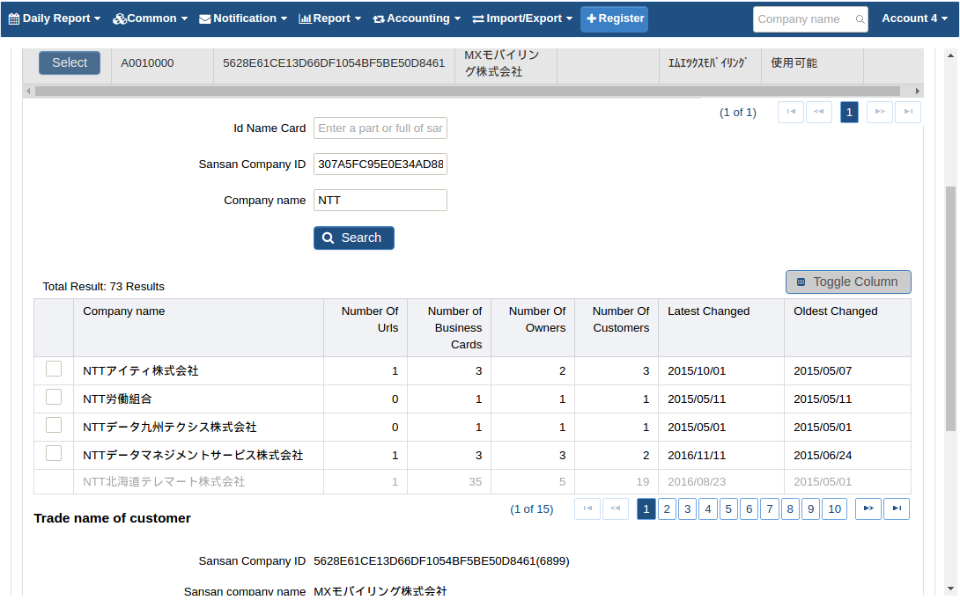 Daily Report Common Notification Report Accounting Import/Export Register Company name Account 4
Select A0010000 5628E61CE13D66DF1054BF5BE50D8461 MXモバイリング株式会社 ｴﾑｴｯｸｽﾓﾊﾞｲﾘﾝｸﾞ 使用可能
(1 of 1) 1
Id Name Card Enter a part or full of sar
Sansan Company ID 307A5FC95E0E34AD88
Company name NTT
Search
Total Result: 73 Results Toggle Column
Company name Number Of Urls Number of Business Cards Number Of Owners Number Of Customers Latest Changed Oldest Changed
NTTアイティ株式会社 1 3 2 3 2015/10/01 2015/05/07
NTT労働組合 0 1 1 1 2015/05/11 2015/05/11
NTTデータ九州テクシス株式会社 0 1 1 1 2015/05/01 2015/05/01
NTTデータマネジメントサービス株式会社 1 3 3 2 2016/11/11 2015/06/24
NTT北海道テレマート株式会社 1 35 5 19 2016/08/23 2015/05/01
(1 of 15) 1 2 3 4 5 6 7 8 9 10
Trade name of customer
Sansan Company ID 5628E61CE13D66DF1054BF5BE50D8461(6899)
Sansan company name MXモバイリング株式会社